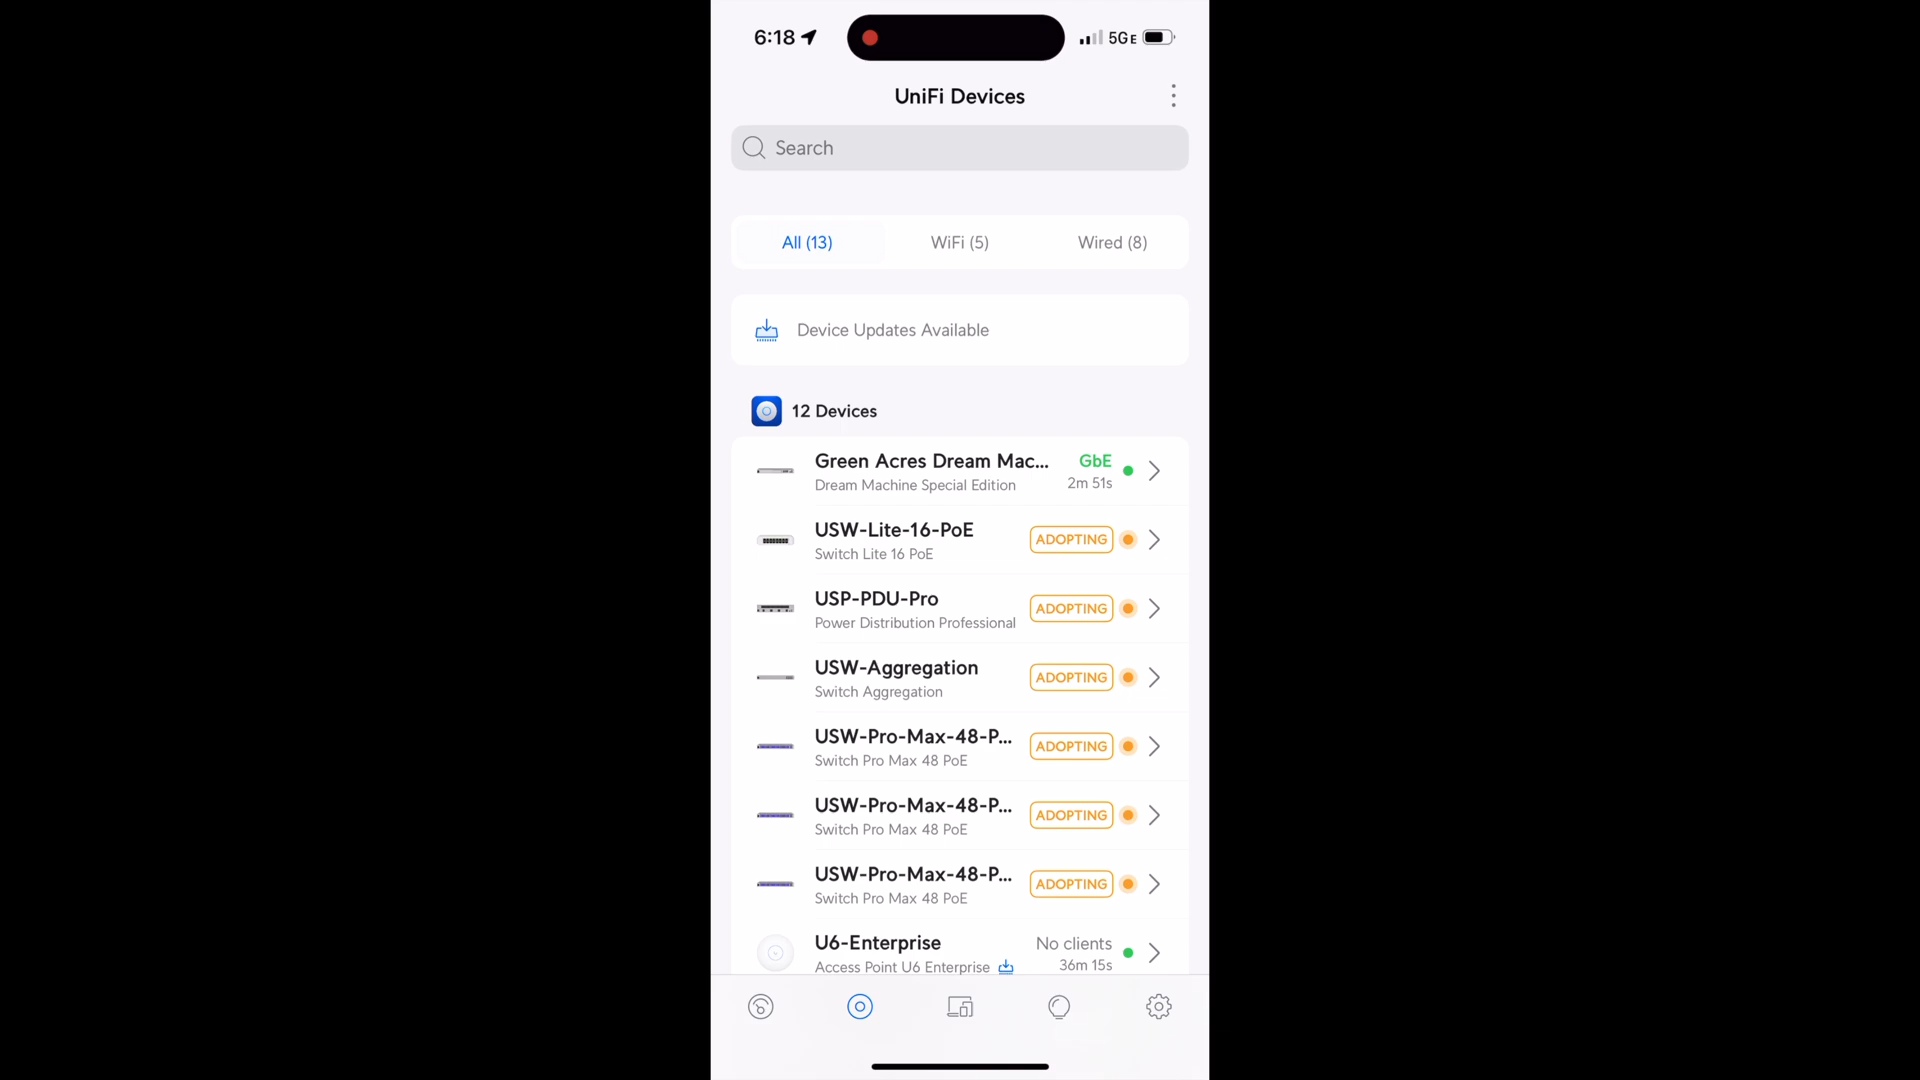 6:18
5GE
UniFi Devices
Search
All (13)
WiFi (5)
Wired (8)
Device Updates Available
12 Devices
Green Acres Dream Mac...
GbE
Dream Machine Special Edition
2m 51s
USW-Lite-16-PoE
ADOPTING
Switch Lite 16 PoE
USP-PDU-Pro
ADOPTING
Power Distribution Professional
USW-Aggregation
ADOPTING
Switch Aggregation
USW-Pro-Max-48-P...
ADOPTING
Switch Pro Max 48 PoE
USW-Pro-Max-48-P...
ADOPTING
Switch Pro Max 48 PoE
USW-Pro-Max-48-P...
ADOPTING
Switch Pro Max 48 PoE
U6-Enterprise
No clients
Access Point U6 Enterprise
36m 15s